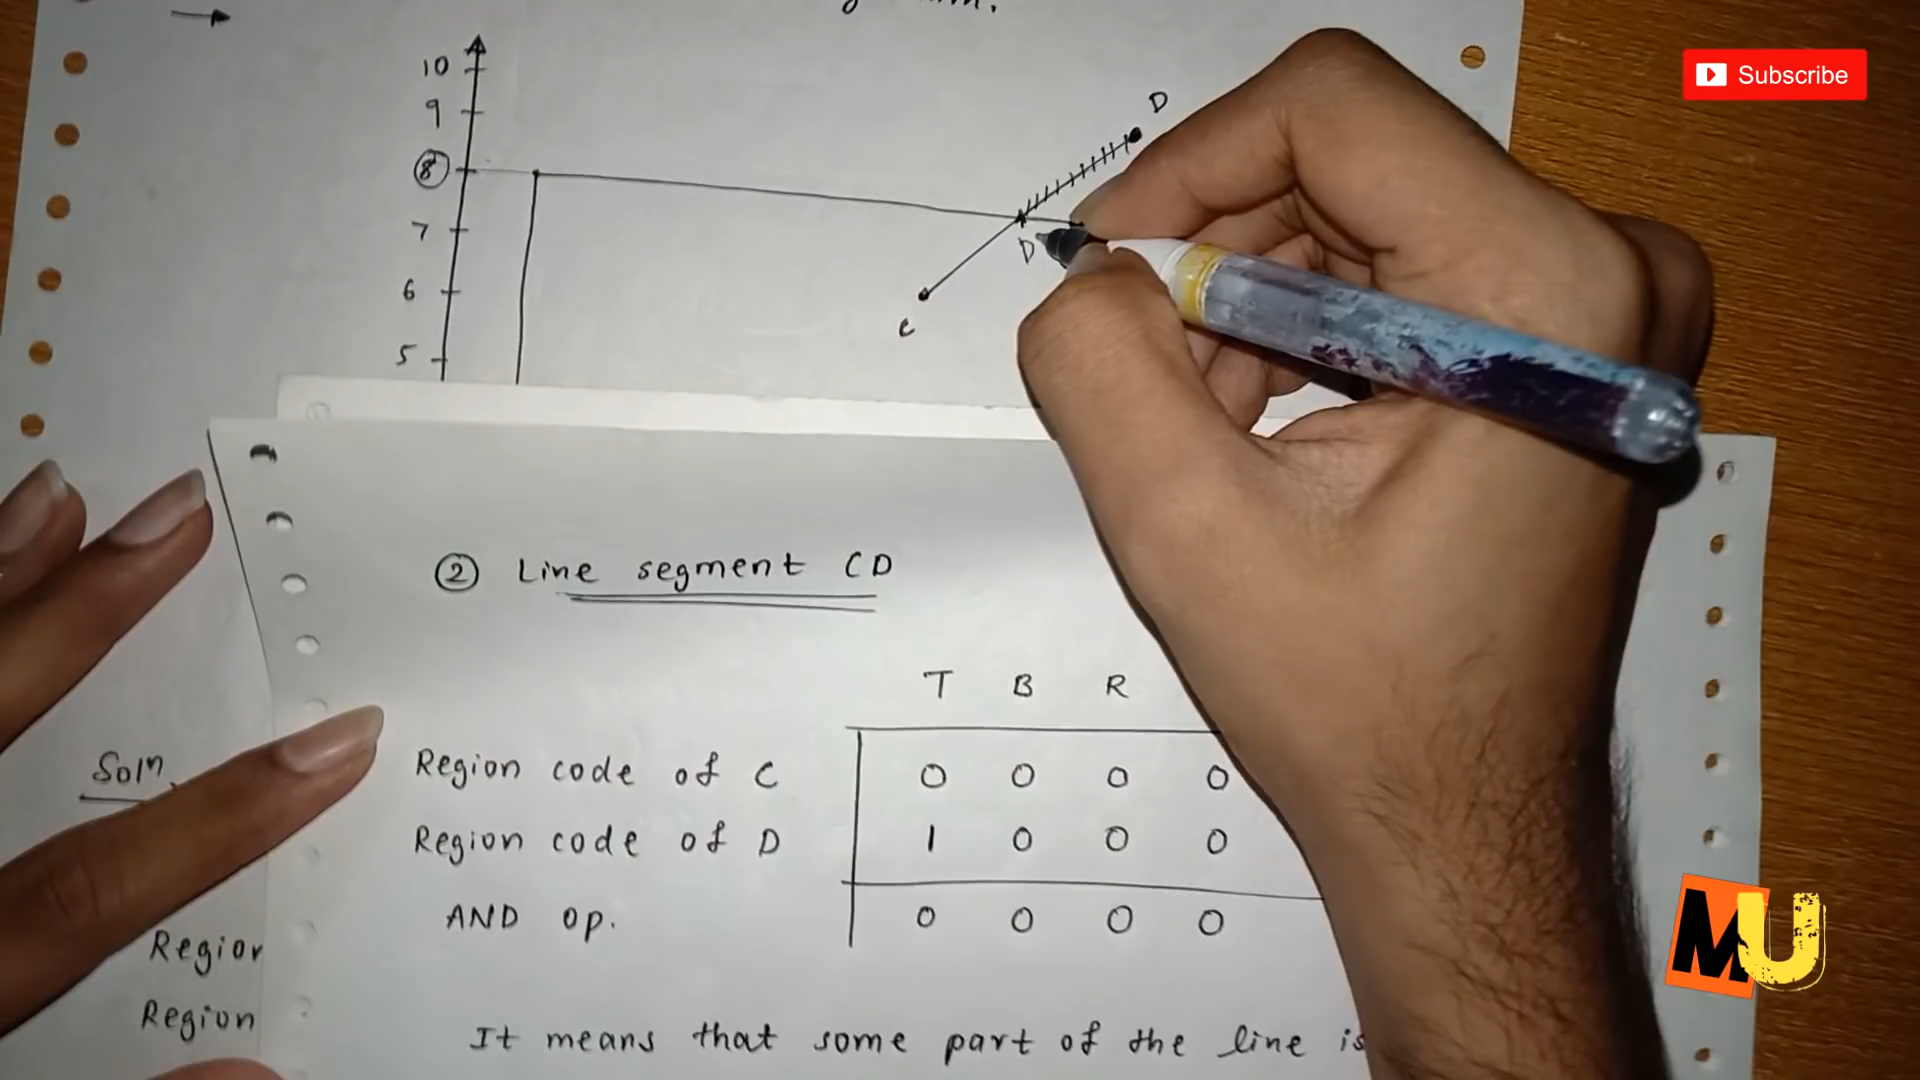 Subscribe
10
9
8
7
6
5
D
D
C
② Line segment CD
T B R
Region code of C 0 0 0 0
Region code of D 1 0 0 0
AND op. 0 0 0 0
It means that some part of the line is
Soln.
Region
MU